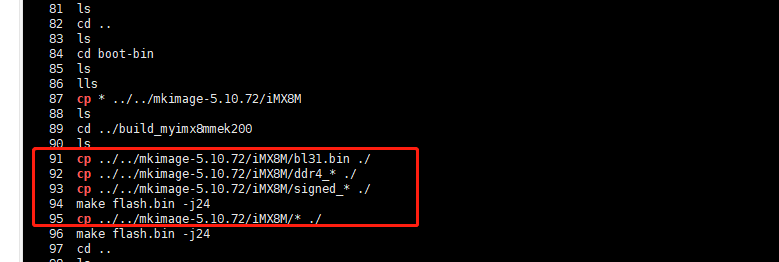 81 ls
82 cd ..
83 ls
84 cd boot-bin
85 ls
86 lls
87 cp * ../../mkimage-5.10.72/iMX8M
88 ls
89 cd ../build_myimx8mmek200
90 ls
91 cp ../../mkimage-5.10.72/iMX8M/bl31.bin ./
92 cp ../../mkimage-5.10.72/iMX8M/ddr4_* ./
93 cp ../../mkimage-5.10.72/iMX8M/signed_* ./
94 make flash.bin -j24
95 cp ../../mkimage-5.10.72/iMX8M/* ./
96 make flash.bin -j24
97 cd ..